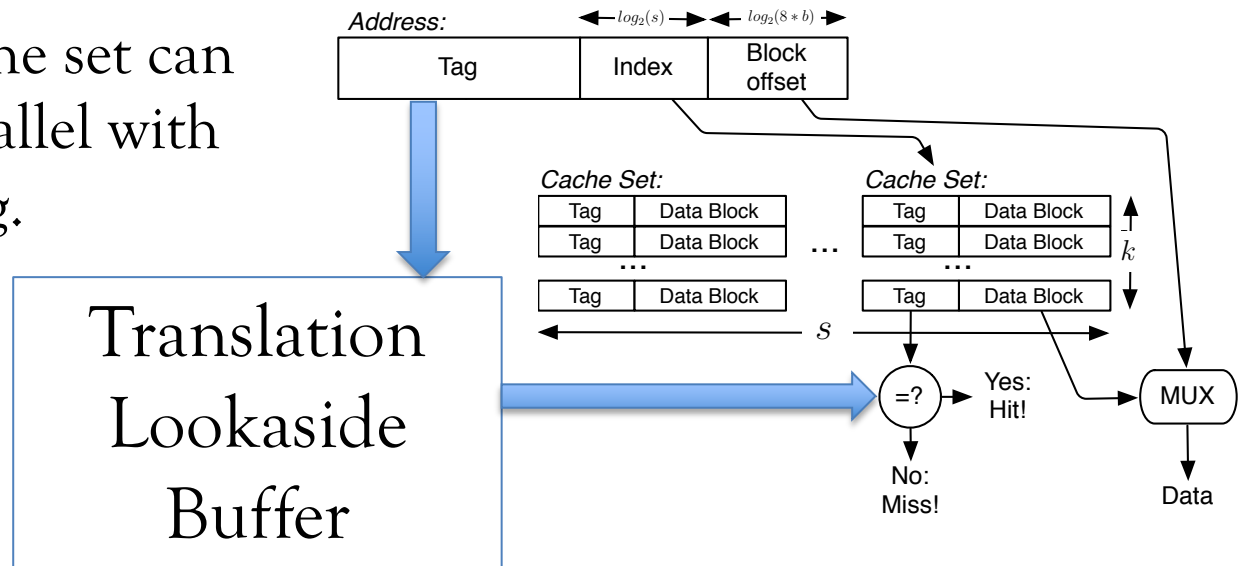 ne set can
allel with
g.
Address:
log₂(s)
log₂(8 * b)
Tag
Index
Block
offset
Cache Set:
Cache Set:
Tag
Data Block
Tag
Data Block
Tag
Data Block
Tag
Data Block
...
k
...
...
Tag
Data Block
Tag
Data Block
s
Translation
Lookaside
Buffer
=?
Yes:
Hit!
MUX
No:
Miss!
Data